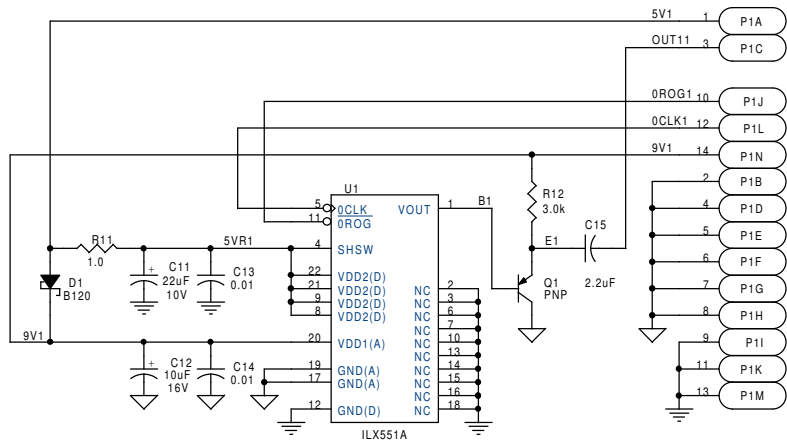 5V1 1 P1A
OUT11 3 P1C
0ROG1 10 P1J
0CLK1 12 P1L
9V1 14 P1N
2 P1B
4 P1D
5 P1E
6 P1F
7 P1G
8 P1H
9 P1I
11 P1K
13 P1M
U1
5 0CLK
11 0ROG
4 SHSW
22 VDD2(D)
21 VDD2(D)
9 VDD2(D)
8 VDD2(D)
20 VDD1(A)
19 GND(A)
17 GND(A)
12 GND(D)
VOUT 1
NC 2
NC 3
NC 6
NC 7
NC 10
NC 13
NC 14
NC 15
NC 16
NC 18
ILX551A
B1
R12
3.0k
E1
C15
2.2uF
Q1
PNP
R11
1.0
5VR1
D1
B120
+
C11
22uF
10V
C13
0.01
9V1
+
C12
10uF
16V
C14
0.01